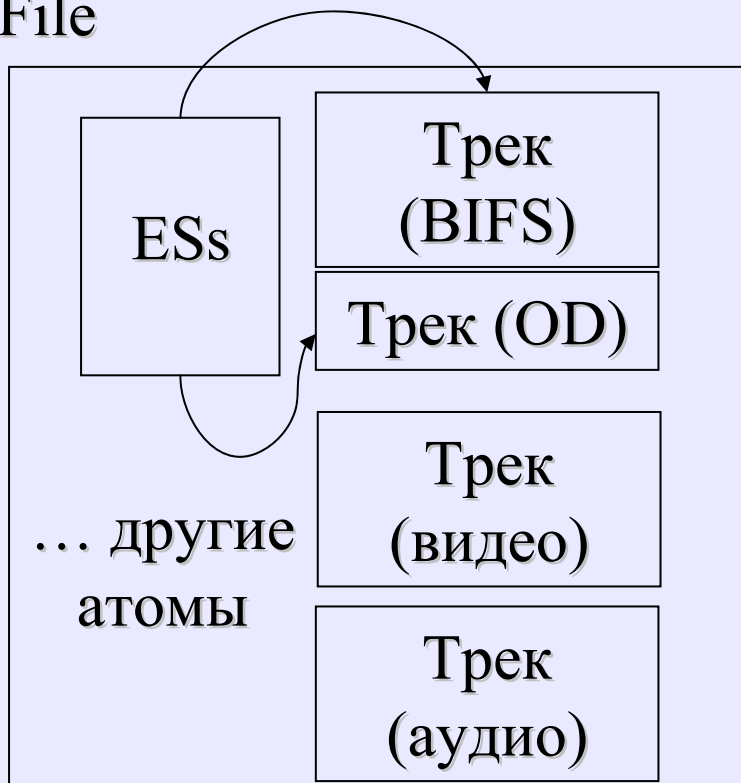 File
ESs
Трек
(BIFS)
Трек (OD)
Трек
(видео)
… другие
атомы
Трек
(аудио)